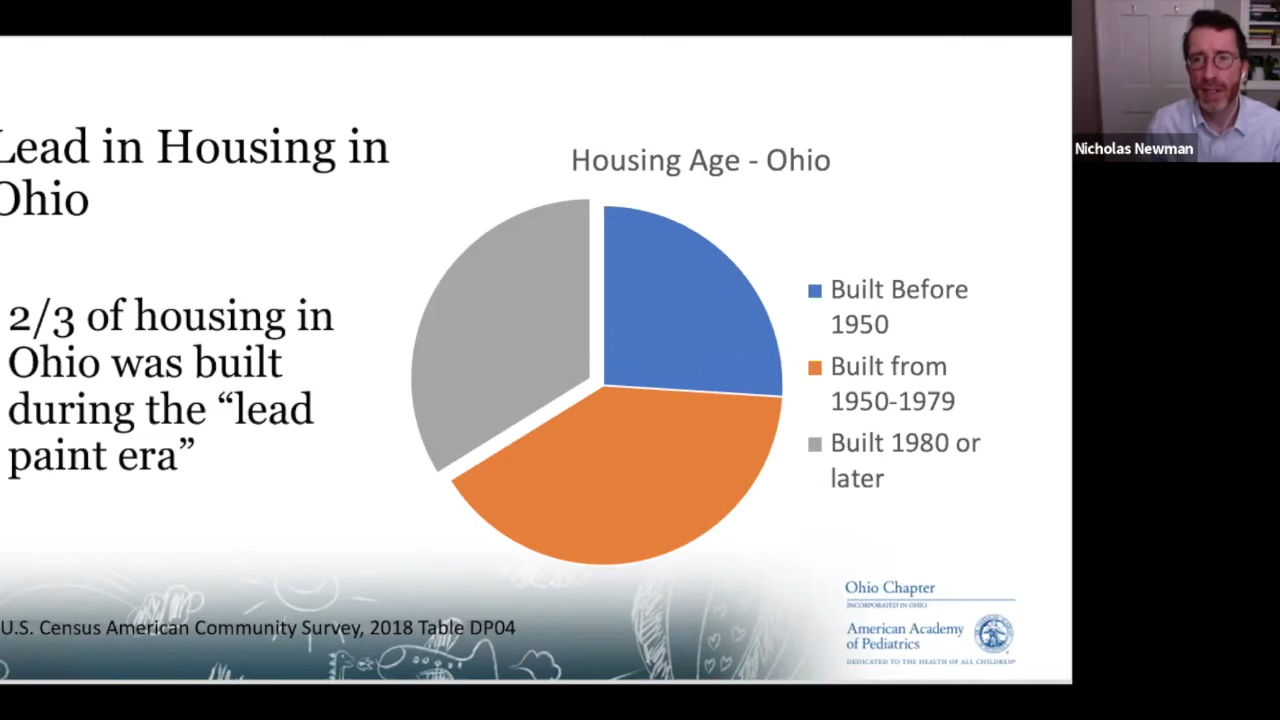 Lead in Housing in
Ohio
2/3 of housing in
Ohio was built
during the “lead
paint era”
Housing Age - Ohio
Built Before
1950
Built from
1950-1979
Built 1980 or
later
U.S. Census American Community Survey, 2018 Table DP04
Ohio Chapter
INCORPORATED IN OHIO
American Academy
of Pediatrics
DEDICATED TO THE HEALTH OF ALL CHILDREN®
Nicholas Newman